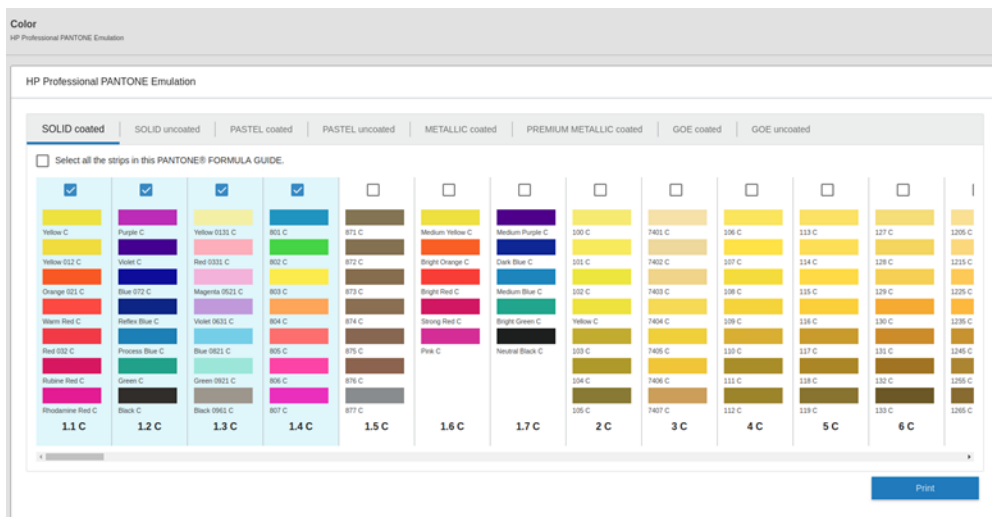 Color
HP Professional PANTONE Emulation
HP Professional PANTONE Emulation
SOLID coated SOLID uncoated PASTEL coated PASTEL uncoated METALLIC coated PREMIUM METALLIC coated GOE coated GOE uncoated
Select all the strips in this PANTONE® FORMULA GUIDE.
Yellow C Purple C Yellow 0131 C 801 C 871 C Medium Yellow C Medium Purple C 100 C 7401 C 106 C 113 C 127 C 1205 C
Yellow 012 C Violet C Red 0331 C 802 C 872 C Bright Orange C Dark Blue C 101 C 7402 C 107 C 114 C 128 C 1215 C
Orange 021 C Blue 072 C Magenta 0521 C 803 C 873 C Bright Red C Medium Blue C 102 C 7403 C 108 C 115 C 129 C 1225 C
Warm Red C Reflex Blue C Violet 0631 C 804 C 874 C Strong Red C Bright Green C Yellow C 7404 C 109 C 116 C 130 C 1235 C
Red 032 C Process Blue C Blue 0821 C 805 C 875 C Pink C Neutral Black C 103 C 7405 C 110 C 117 C 131 C 1245 C
Rubine Red C Green C Green 0921 C 806 C 876 C 104 C 7406 C 111 C 118 C 132 C 1255 C
Rhodamine Red C Black C Black 0961 C 807 C 877 C 105 C 7407 C 112 C 119 C 133 C 1265 C
1.1 C 1.2 C 1.3 C 1.4 C 1.5 C 1.6 C 1.7 C 2 C 3 C 4 C 5 C 6 C
Print